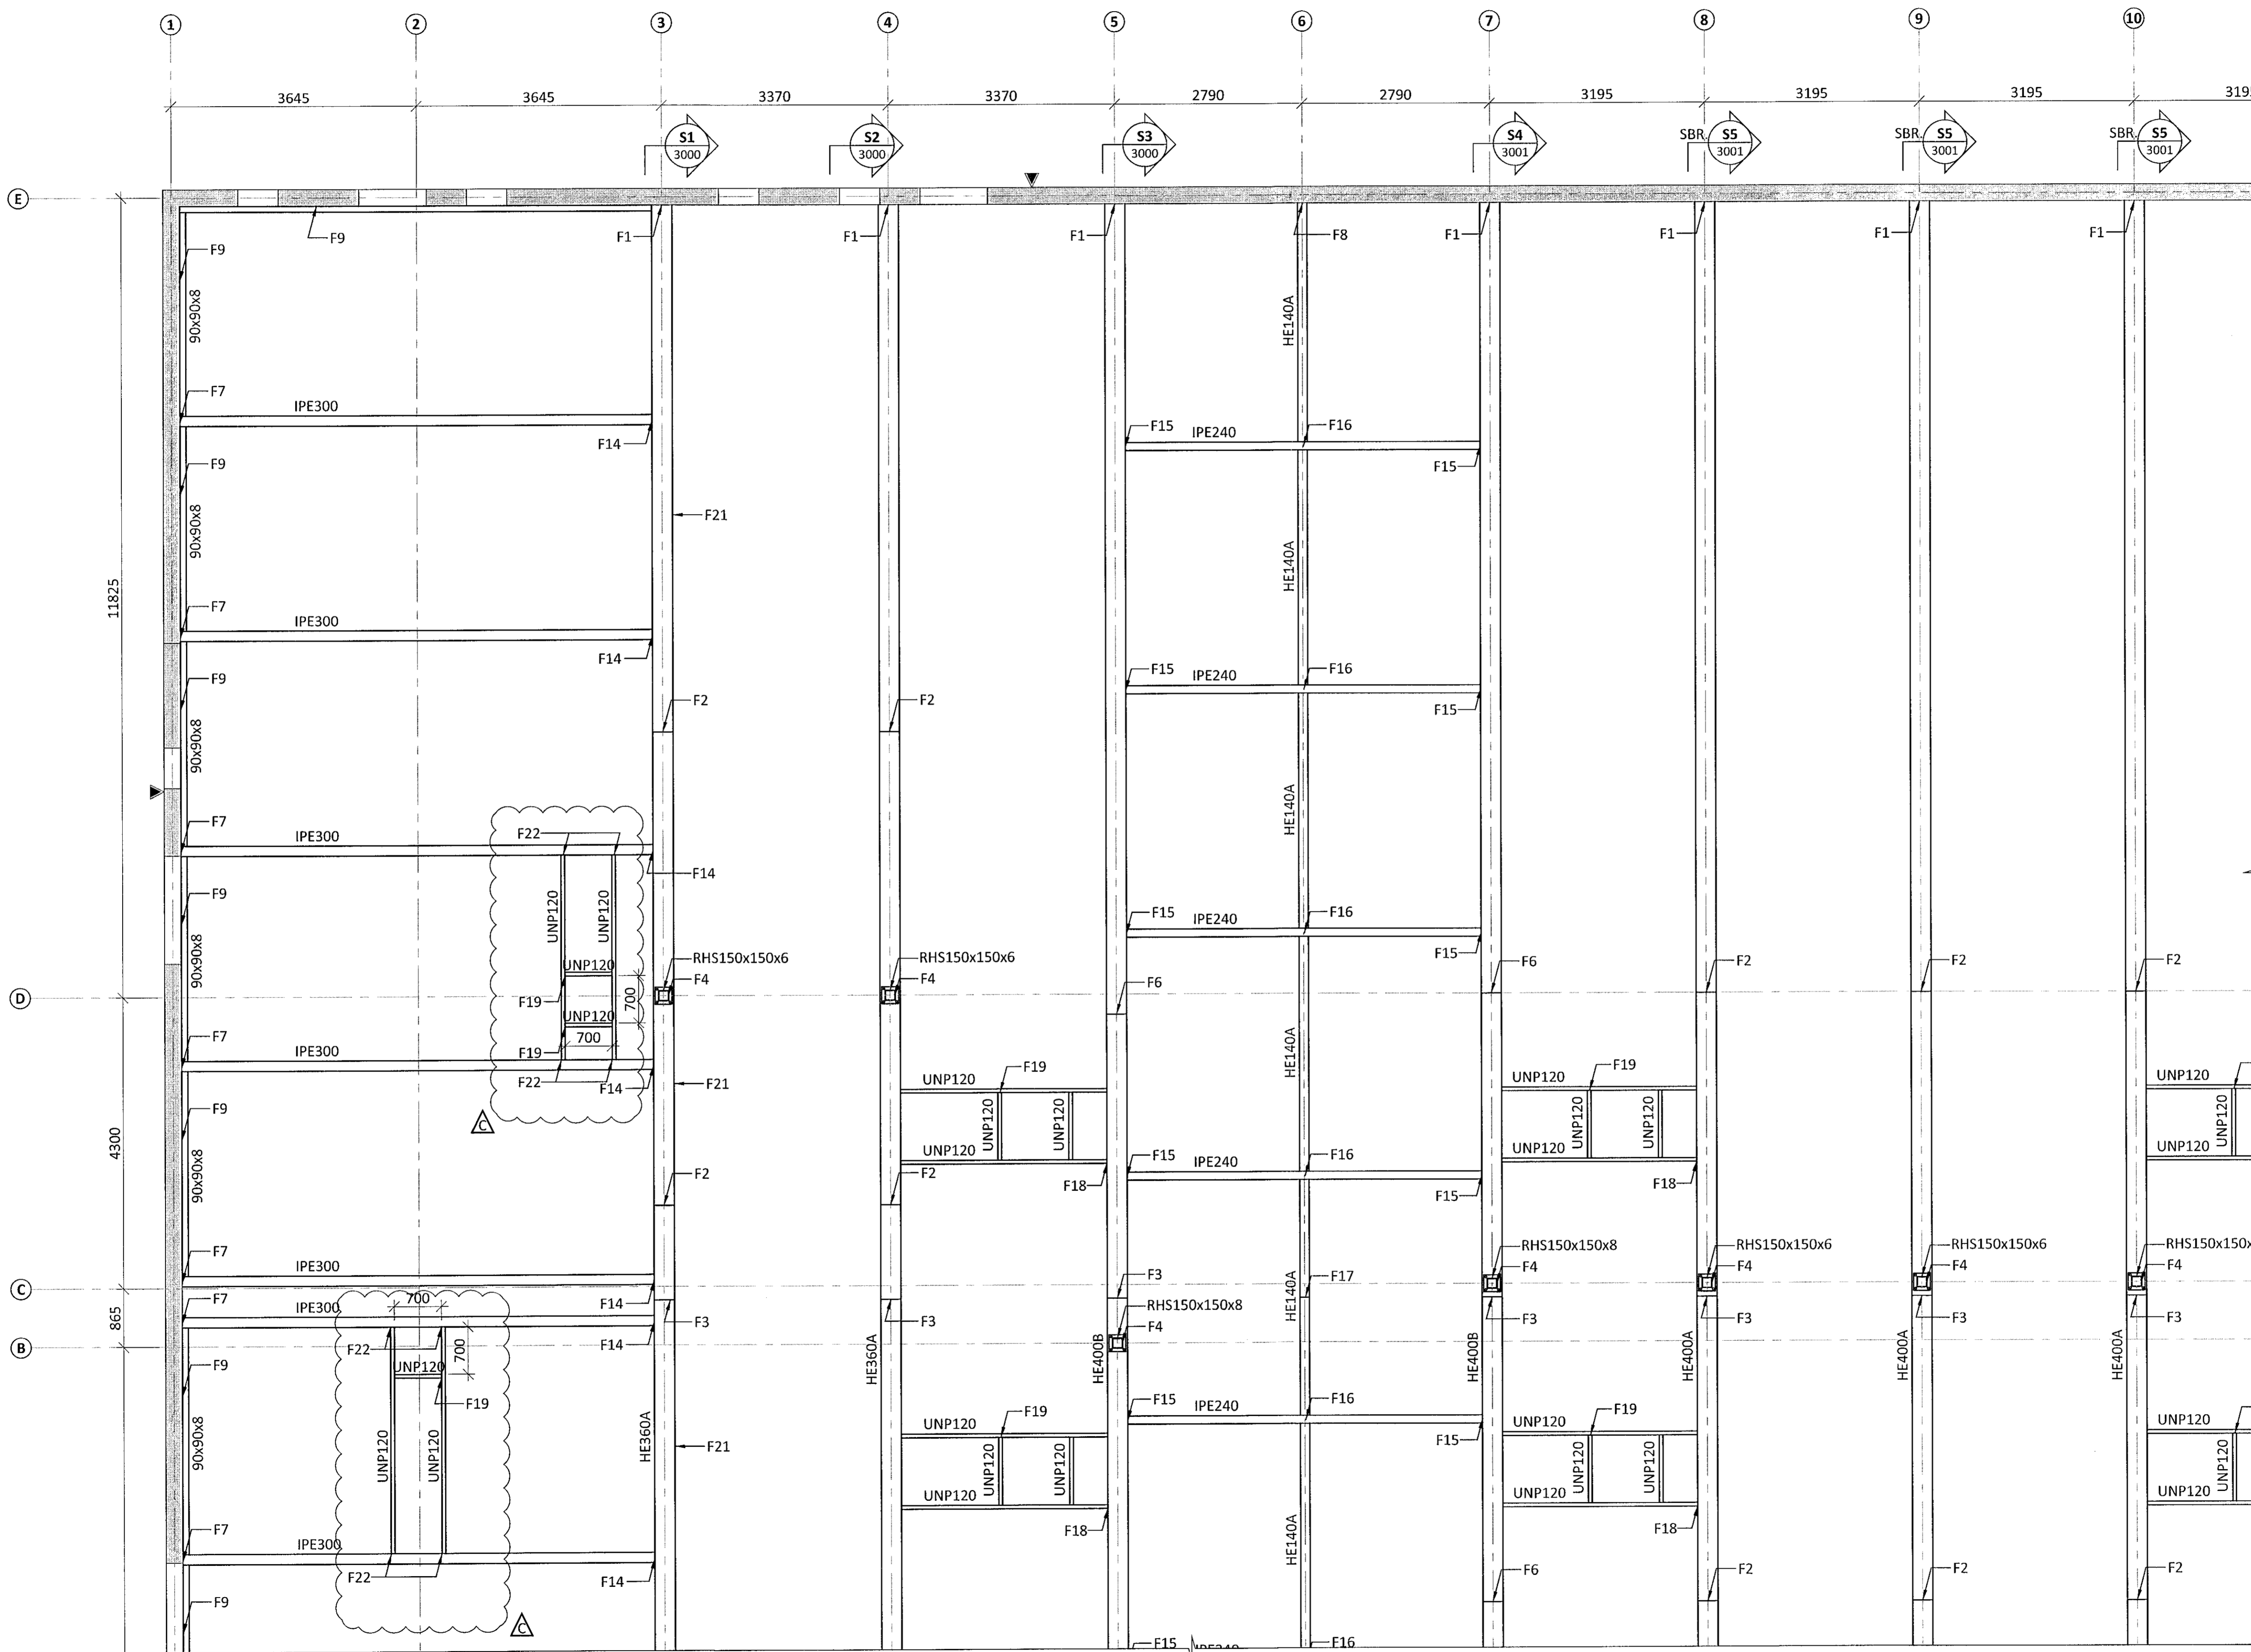 1 2 3 4 5 6 7 8 9 10
3645 3645 3370 3370 2790 2790 3195 3195 3195
S1 3000
S2 3000
S3 3000
S4 3001
SBR. S5 3001
SBR. S5 3001
SBR. S5 3001
E
F9 F1 F1 F1 F8 F1 F1 F1 F1
F9
90x90x8 HE140A
F7
IPE300
F14
F15 IPE240 F16
F15
F9
90x90x8
F21
HE140A
11825
F7
IPE300
F14
F15 IPE240 F16
F15
F9
F2 F2
90x90x8
HE140A
F7
IPE300
F22
F14
F9
UNP120 UNP120
F15 IPE240 F16
F15
90x90x8
UNP120
RHS150x150x6
F4
RHS150x150x6
F4
F6 F6 F2 F2 F2
D
F19
700
UNP120
F19
700
F7
IPE300
F22
F14
F21
C
HE140A
UNP120 F19
UNP120 UNP120
UNP120
F18
UNP120 F19
UNP120 UNP120
UNP120
F18
UNP120
UNP120
UNP120
F9
90x90x8
4300
F2 F2
F15 IPE240 F16
F15
F7
IPE300
F14
F3 F3 F3
HE140A
F17
RHS150x150x8
F4
RHS150x150x6
F4
RHS150x150x6
F4
F4
F3 F3 F3 F3
C
865
F7
IPE300
700
F14
RHS150x150x8
F4
B
F22
700
UNP120
F19
F9
HE360A HE400B HE400B HE400A HE400A HE400A
F15 IPE240 F16
F15
90x90x8
UNP120 UNP120
HE360A
F21
UNP120 F19
UNP120 UNP120
UNP120
F18
UNP120 F19
UNP120 UNP120
UNP120
F18
UNP120
UNP120
UNP120
HE140A
F7
IPE300
F22
F14
F6 F2 F2 F2
F9
C
F15 IPE240 F16